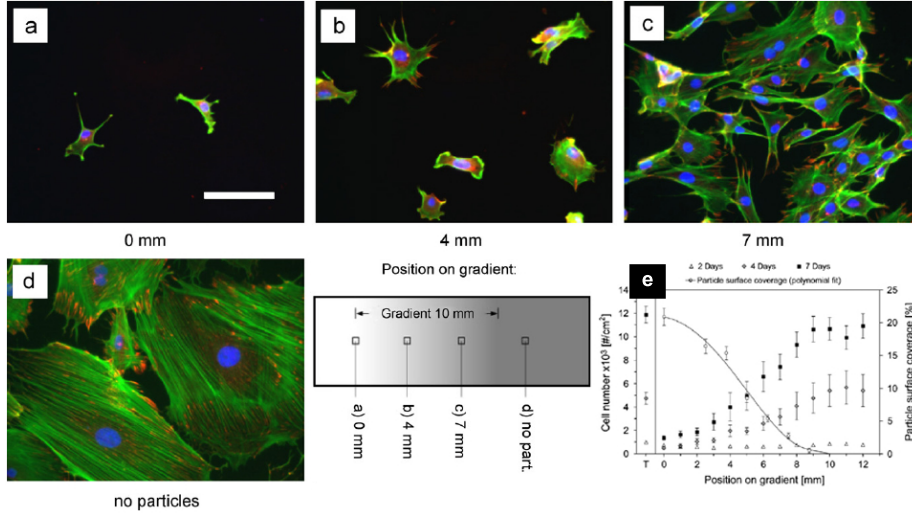 a
b
c
0 mm
4 mm
7 mm
d
no particles
Position on gradient:
Gradient 10 mm
a) 0 mm
b) 4 mm
c) 7 mm
d) no part.
e
2 Days 4 Days 7 Days
Particle surface coverage (polynomial fit)
Cell number x10³ [#/cm²]
14
12
10
8
6
4
2
0
25
20
15
10
5
0
Particle surface coverage [%]
T 0 2 4 6 8 10 12
Position on gradient [mm]